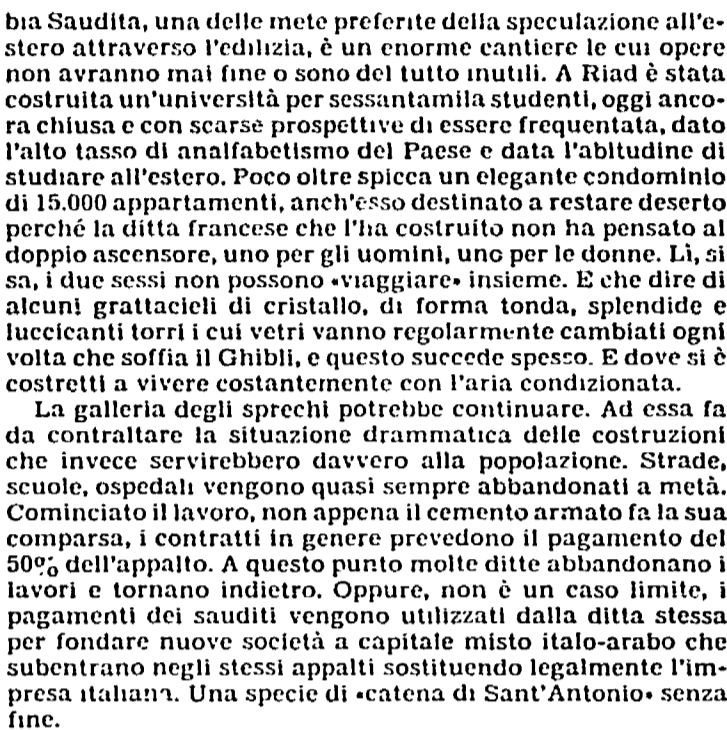 bia Saudita, una delle mete preferite della speculazione all'e-
stero attraverso l'edilizia, è un enorme cantiere le cui opere
non avranno mai fine o sono del tutto inutili. A Riad è stata
costruita un'università per sessantamila studenti, oggi anco-
ra chiusa e con scarse prospettive di essere frequentata, dato
l'alto tasso di analfabetismo del Paese e data l'abitudine di
studiare all'estero. Poco oltre spicca un elegante condominio
di 15.000 appartamenti, anch'esso destinato a restare deserto
perché la ditta francese che l'ha costruito non ha pensato al
doppio ascensore, uno per gli uomini, uno per le donne. Lì, si
sa, i due sessi non possono «viaggiare» insieme. E che dire di
alcuni grattacieli di cristallo, di forma tonda, splendide e
luccicanti torri i cui vetri vanno regolarmente cambiati ogni
volta che soffia il Ghibli, e questo succede spesso. E dove si è
costretti a vivere costantemente con l'aria condizionata.
La galleria degli sprechi potrebbe continuare. Ad essa fa
da contraltare la situazione drammatica delle costruzioni
che invece servirebbero davvero alla popolazione. Strade,
scuole, ospedali vengono quasi sempre abbandonati a metà.
Cominciato il lavoro, non appena il cemento armato fa la sua
comparsa, i contratti in genere prevedono il pagamento del
50% dell'appalto. A questo punto molte ditte abbandonano i
lavori e tornano indietro. Oppure, non è un caso limite, i
pagamenti dei sauditi vengono utilizzati dalla ditta stessa
per fondare nuove società a capitale misto italo-arabo che
subentrano negli stessi appalti sostituendo legalmente l'im-
presa italiana. Una specie di «catena di Sant'Antonio» senza
fine.